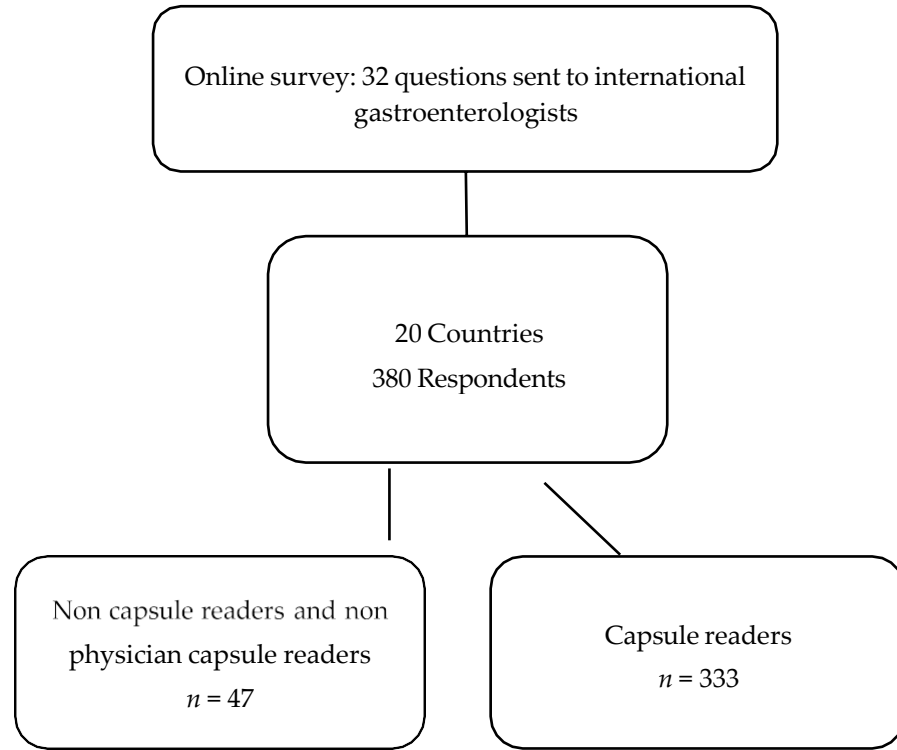 Online survey: 32 questions sent to international
gastroenterologists
20 Countries
380 Respondents
Non capsule readers and non
physician capsule readers
n = 47
Capsule readers
n = 333